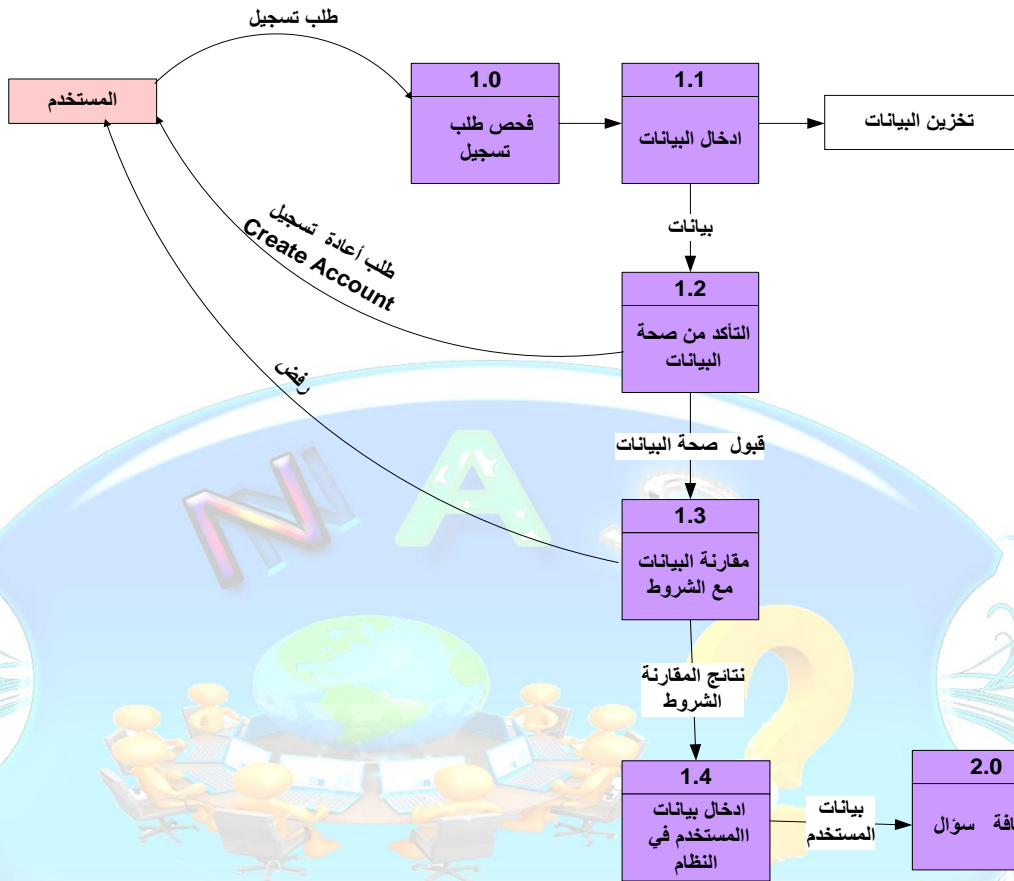 طلب تسجيل
المستخدم
1.0
فحص طلب
تسجيل
1.1
ادخال البيانات
تخزين البيانات
بيانات
طلب أعادة تسجيل
Create Account
1.2
التأكد من صحة
البيانات
رفض
قبول صحة البيانات
N A
1.3
مقارنة البيانات
مع الشروط
نتائج المقارنة
الشروط
1.4
ادخال بيانات
االمستخدم في
النظام
بيانات
المستخدم
2.0
سؤال